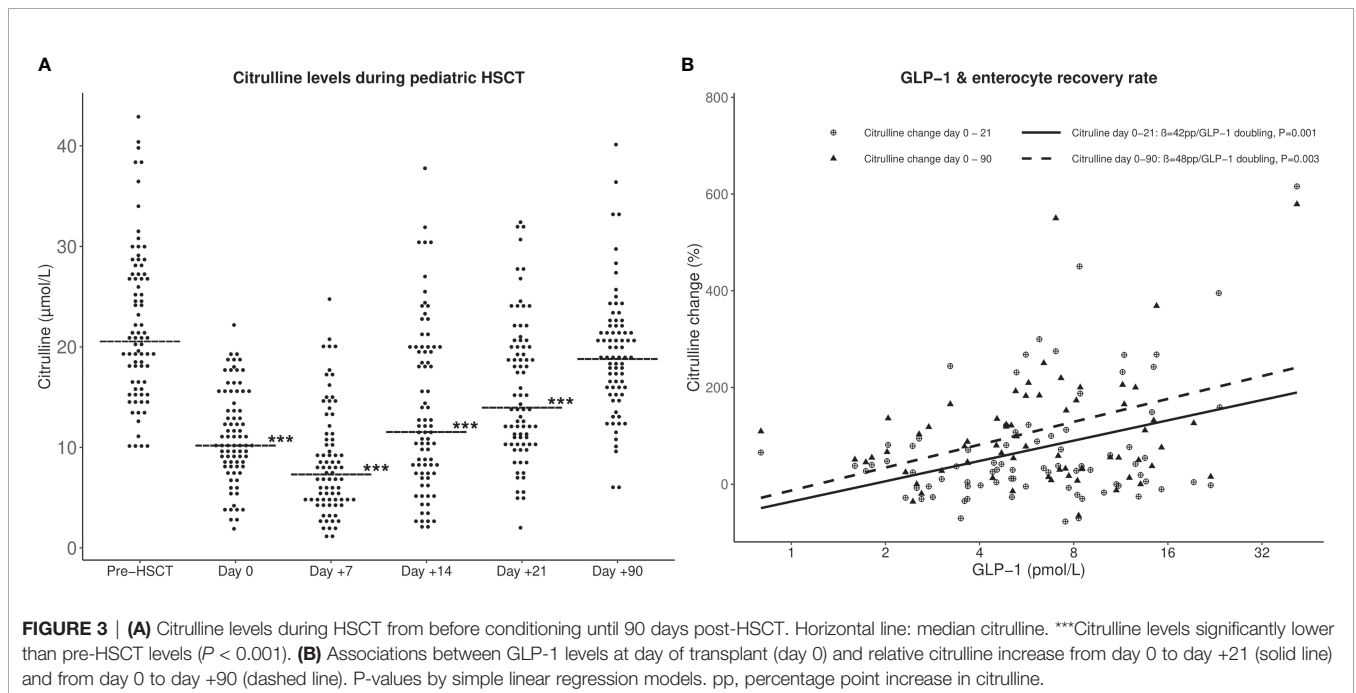 A
Citrulline levels during pediatric HSCT
Citrulline (µmol/L)
40
30
20
10
0
***
***
***
***
Pre−HSCT Day 0 Day +7 Day +14 Day +21 Day +90
B
GLP−1 & enterocyte recovery rate
Citrulline change (%)
800
600
400
200
0
Citrulline change day 0 − 21
Citrulline change day 0 − 90
Citruline day 0−21: ß=42pp/GLP−1 doubling, P=0.001
Citrulline day 0−90: ß=48pp/GLP−1 doubling, P=0.003
1 2 4 8 16 32
GLP−1 (pmol/L)
FIGURE 3 | (A) Citrulline levels during HSCT from before conditioning until 90 days post-HSCT. Horizontal line: median citrulline. ***Citrulline levels significantly lower
than pre-HSCT levels (P < 0.001). (B) Associations between GLP-1 levels at day of transplant (day 0) and relative citrulline increase from day 0 to day +21 (solid line)
and from day 0 to day +90 (dashed line). P-values by simple linear regression models. pp, percentage point increase in citrulline.